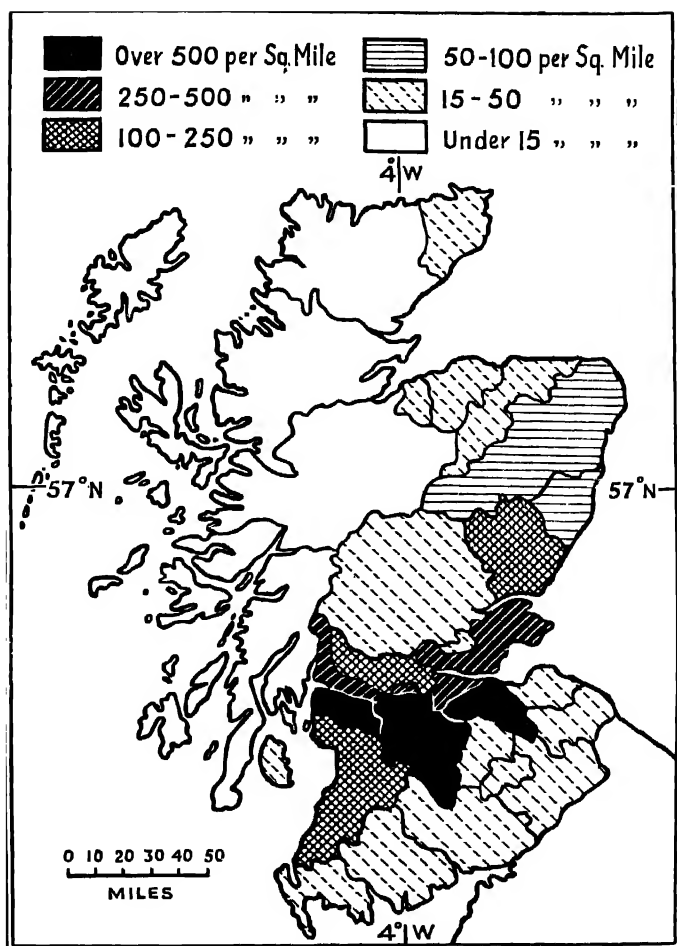 Over 500 per Sq. Mile
250-500 " " "
100-250 " " "
50-100 per Sq. Mile
15-50 " " "
Under 15 " " "
4°W
57°N
57°N
0 10 20 30 40 50
MILES
4°W